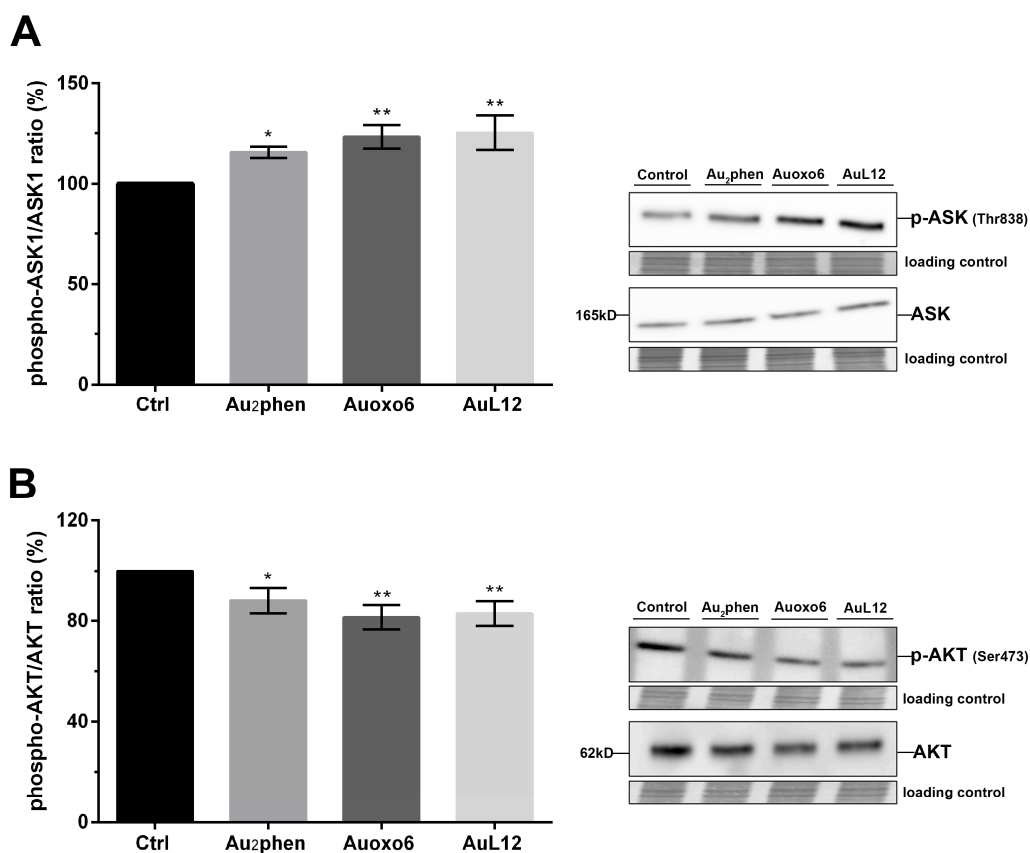 A
phospho-ASK1/ASK1 ratio (%)
150
100
50
0
* ** **
Ctrl Au2phen Auoxo6 AuL12
Control Au2phen Auoxo6 AuL12
p-ASK (Thr838)
loading control
165kD ASK
loading control
B
phospho-AKT/AKT ratio (%)
120
80
40
0
* ** **
Ctrl Au2phen Auoxo6 AuL12
Control Au2phen Auoxo6 AuL12
p-AKT (Ser473)
loading control
62kD AKT
loading control